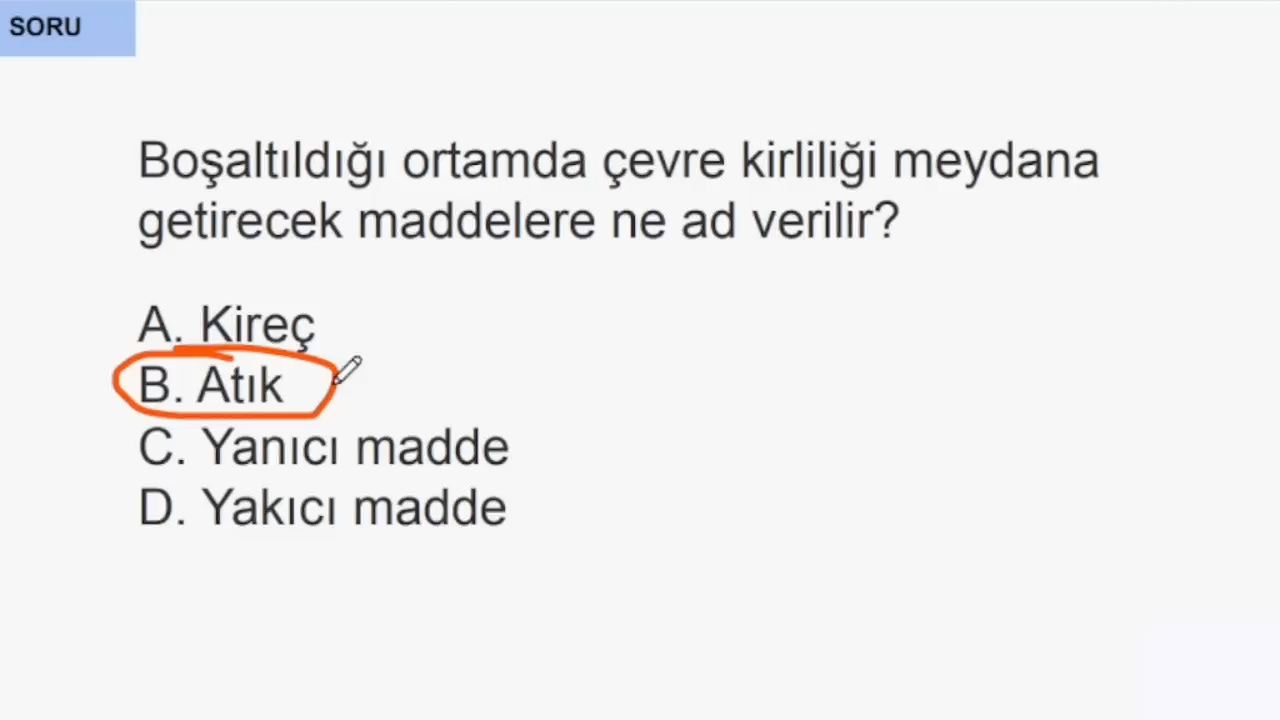 SORU
Boşaltıldığı ortamda çevre kirliliği meydana
getirecek maddelere ne ad verilir?
A. Kireç
B. Atık
C. Yanıcı madde
D. Yakıcı madde